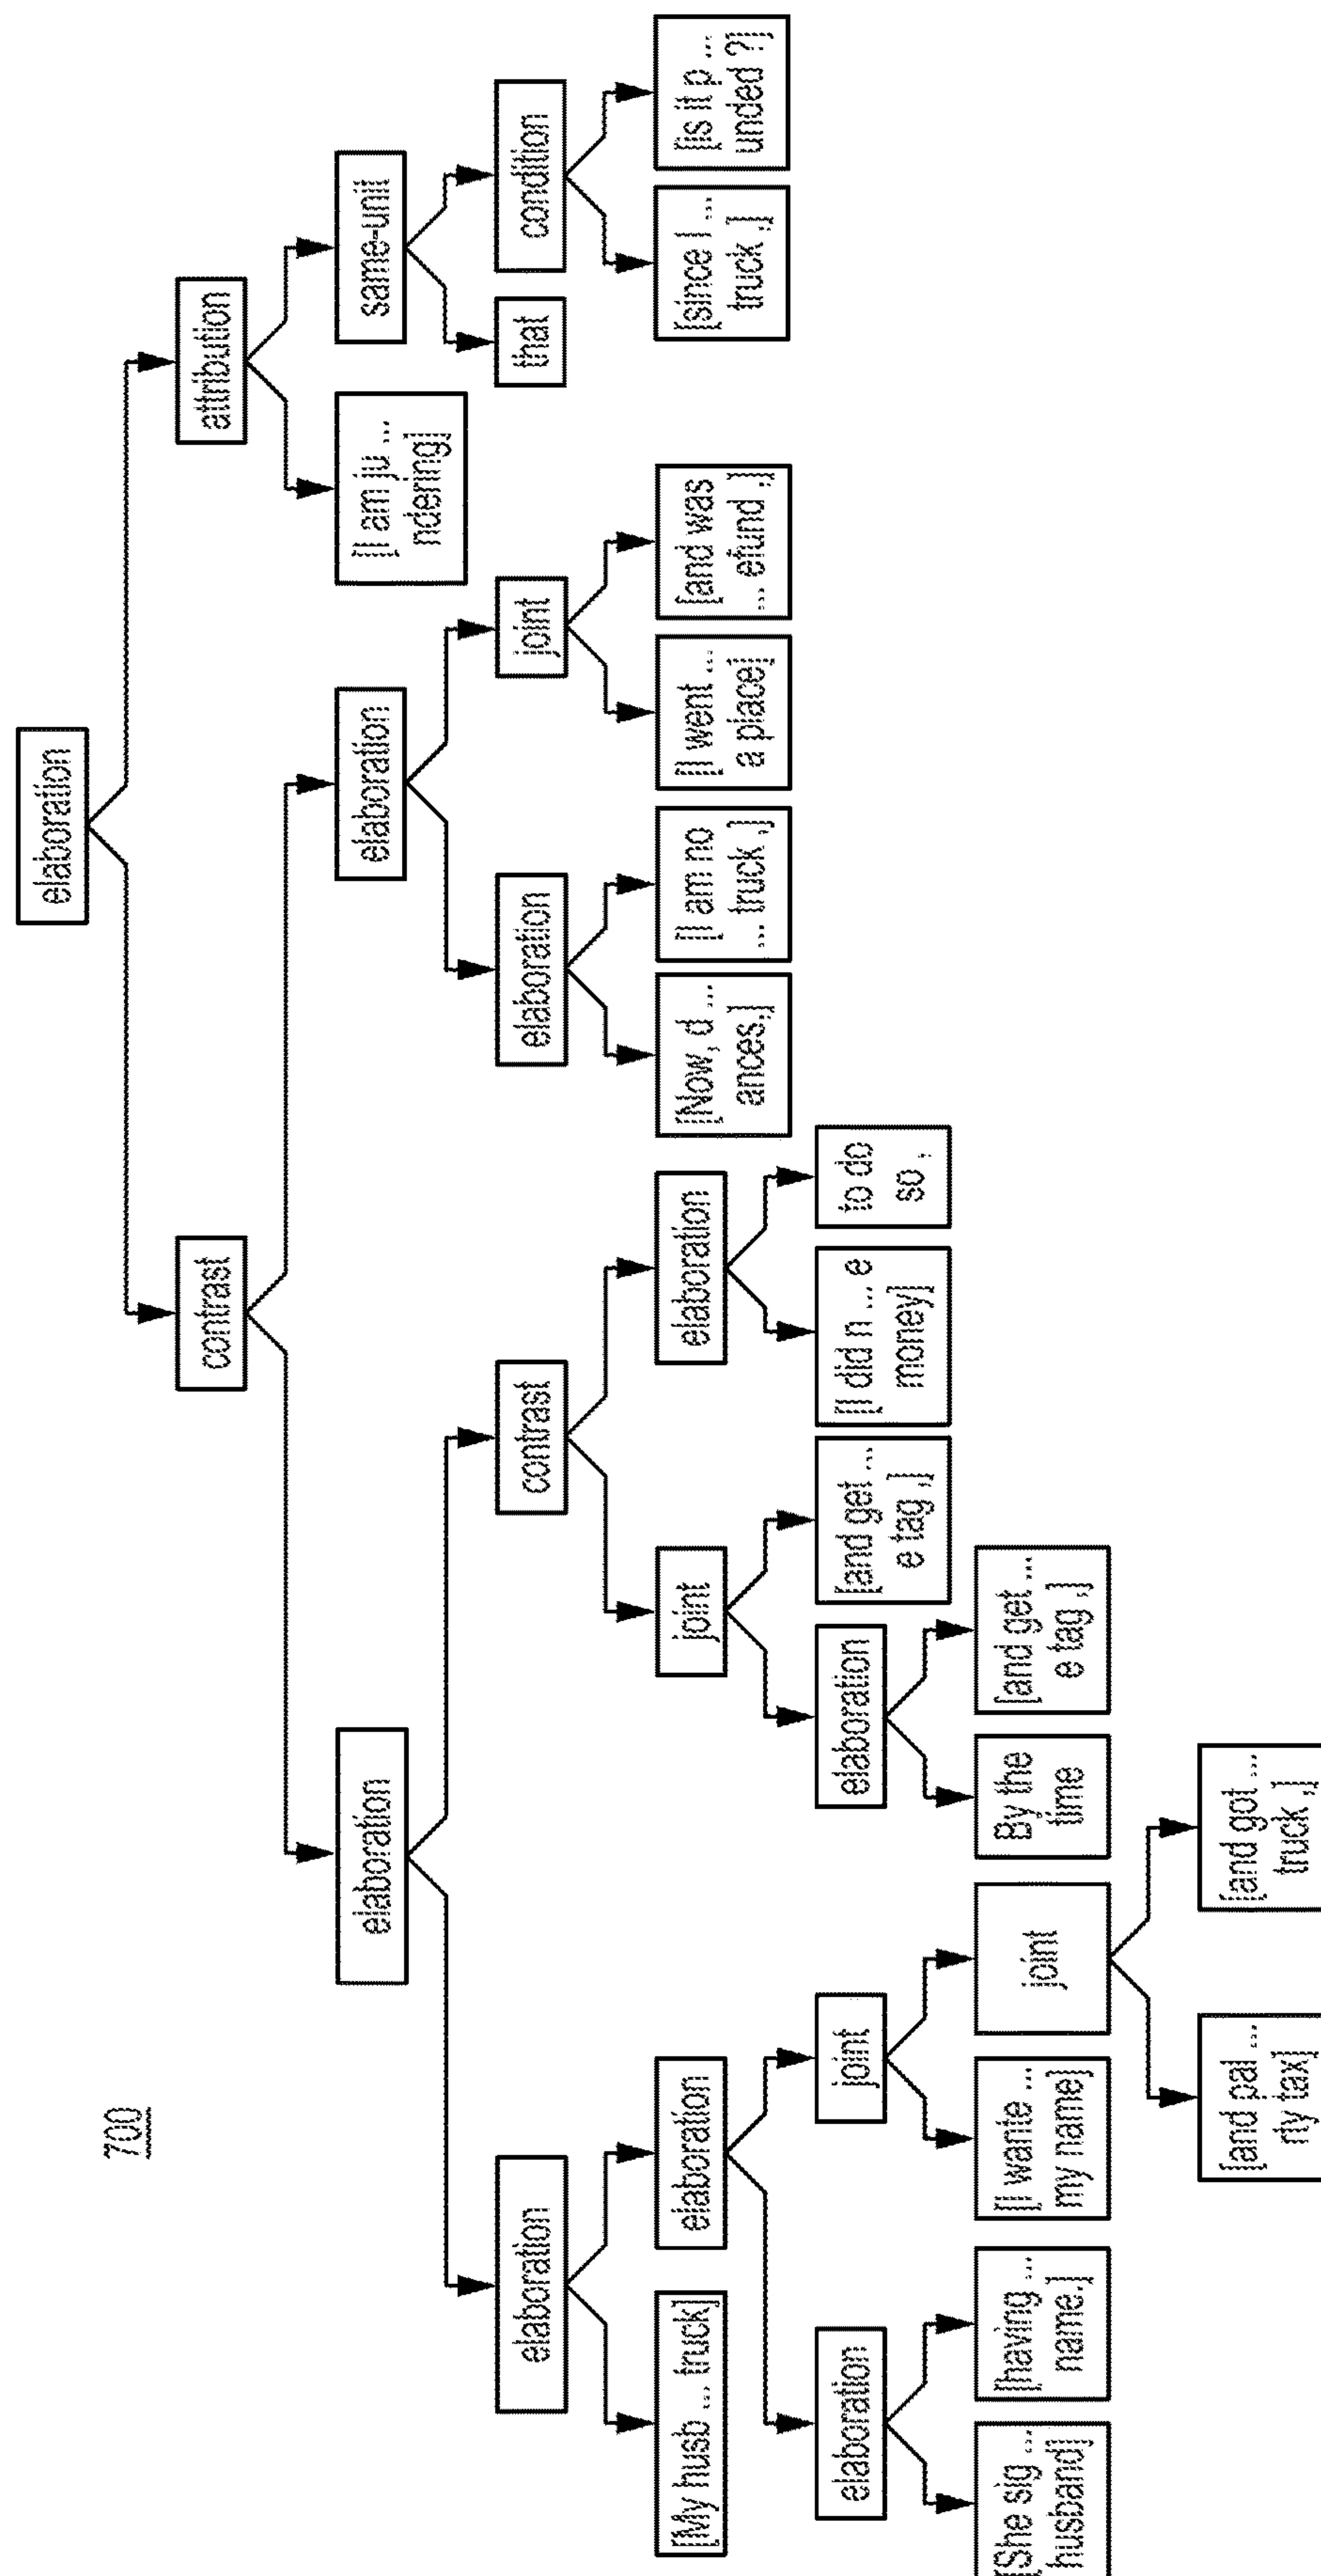 700
elaboration
contrast
attribution
elaboration
elaboration
[I am ju ...
ndering]
same-unit
elaboration
contrast
elaboration
joint
that
condition
[My husb ... truck]
elaboration
joint
elaboration
[Now, d ...
ances,]
[I am no
... truck ,]
[I went ...
a place]
[and was
... efund ,]
[since I ...
truck ,]
[is it p ...
unded ?]
elaboration
joint
elaboration
[and get ...
e tag ,]
[I did n ... e
money]
to do
so ,
[She sig ...
husband]
[having ...
name.]
[I wante ...
my name]
joint
By the
time
[and get ...
e tag ,]
[and pal ...
rty tax]
[and got ...
truck ,]